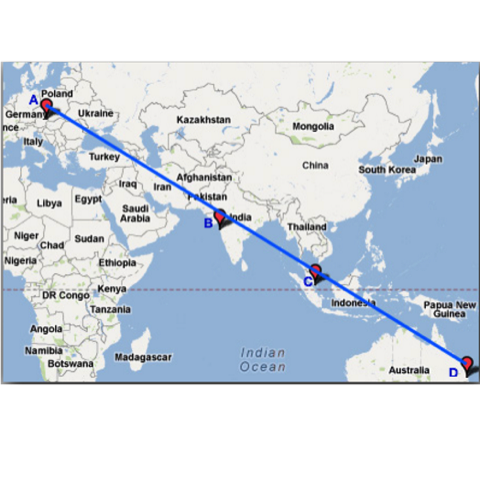 A
Poland
Germany
Ukraine
nce
Italy
Kazakhstan
Mongolia
Turkey
China
Japan
South Korea
Afghanistan
Iraq
Iran
Pakistan
eria
Libya
Egypt
Saudi
Arabia
B
India
Thailand
Niger
Chad
Sudan
Nigeria
Ethiopia
C
DR Congo
Kenya
Indonesia
Papua New
Guinea
Tanzania
Angola
Namibia
Botswana
Madagascar
Indian
Ocean
Australia
D